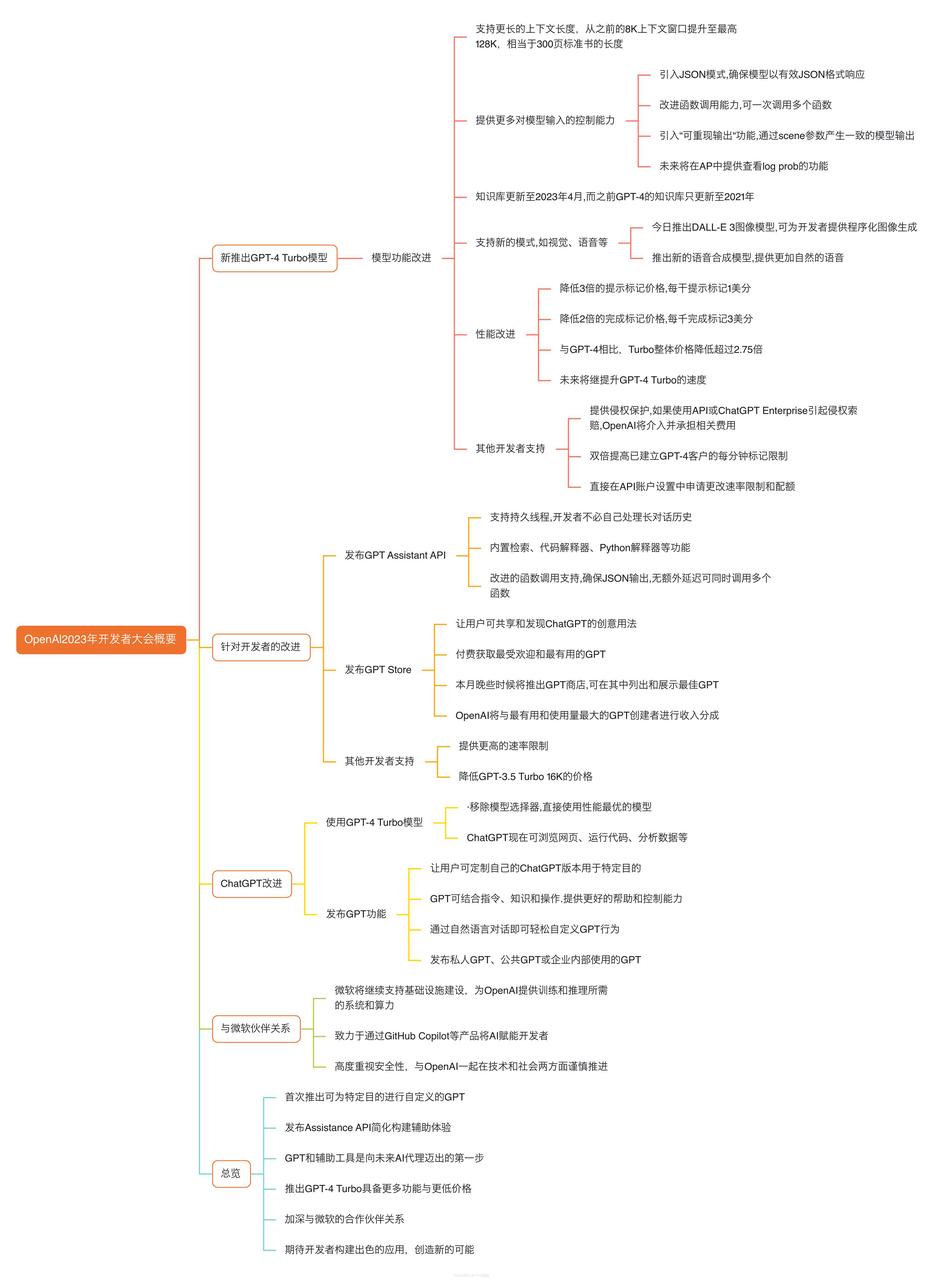 支持更长的上下文长度，从之前的8K上下文窗口提升至最高
128K，相当于300页标准书的长度
引入JSON模式,确保模型以有效JSON格式响应
改进函数调用能力,可一次调用多个函数
提供更多对模型输入的控制能力
引入"可重现输出"功能,通过scene参数产生一致的模型输出
未来将在AP中提供查看log prob的功能
知识库更新至2023年4月,而之前GPT-4的知识库只更新至2021年
今日推出DALL-E 3图像模型,可为开发者提供程序化图像生成
支持新的模式,如视觉、语音等
推出新的语音合成模型,提供更加自然的语音
新推出GPT-4 Turbo模型
模型功能改进
降低3倍的提示标记价格,每千提示标记1美分
降低2倍的完成标记价格,每千完成标记3美分
性能改进
与GPT-4相比，Turbo整体价格降低超过2.75倍
未来将继提升GPT-4 Turbo的速度
提供侵权保护,如果使用API或ChatGPT Enterprise引起侵权索
赔,OpenAI将介入并承担相关费用
其他开发者支持
双倍提高已建立GPT-4客户的每分钟标记限制
直接在API账户设置中申请更改速率限制和配额
支持持久线程,开发者不必自己处理长对话历史
发布GPT Assistant API
内置检索、代码解释器、Python解释器等功能
改进的函数调用支持,确保JSON输出,无额外延迟可同时调用多个
函数
OpenAI2023年开发者大会概要
针对开发者的改进
让用户可共享和发现ChatGPT的创意用法
付费获取最受欢迎和最有用的GPT
发布GPT Store
本月晚些时候将推出GPT商店,可在其中列出和展示最佳GPT
OpenAI将与最有用和使用量最大的GPT创建者进行收入分成
提供更高的速率限制
其他开发者支持
降低GPT-3.5 Turbo 16K的价格
·移除模型选择器,直接使用性能最优的模型
使用GPT-4 Turbo模型
ChatGPT现在可浏览网页、运行代码、分析数据等
ChatGPT改进
让用户可定制自己的ChatGPT版本用于特定目的
GPT可结合指令、知识和操作.提供更好的帮助和控制能力
发布GPT功能
通过自然语言对话即可轻松自定义GPT行为
发布私人GPT、公共GPT或企业内部使用的GPT
微软将继续支持基础设施建设，为OpenAI提供训练和推理所需
的系统和算力
与微软伙伴关系
致力于通过GitHub Copilot等产品将AI赋能开发者
高度重视安全性，与OpenAI一起在技术和社会两方面谨慎推进
首次推出可为特定目的进行自定义的GPT
发布Assistance API简化构建辅助体验
GPT和辅助工具是向未来AI代理迈出的第一步
总览
推出GPT-4 Turbo具备更多功能与更低价格
加深与微软的合作伙伴关系
期待开发者构建出色的应用，创造新的可能